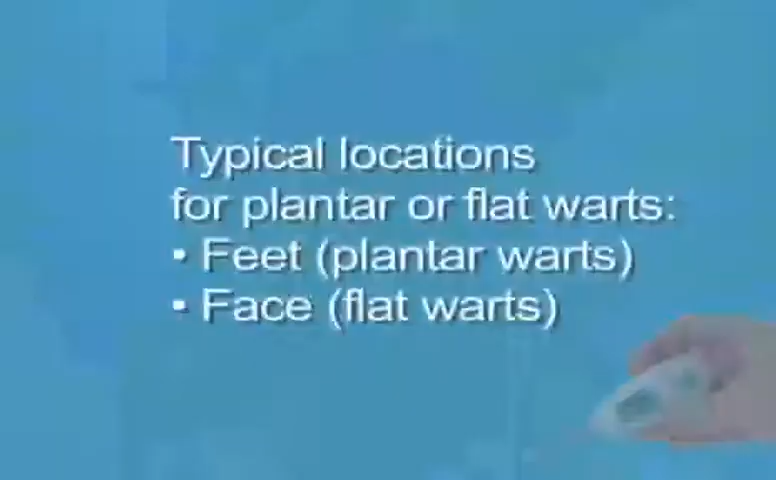 Typical locations
for plantar or flat warts:
• Feet (plantar warts)
• Face (flat warts)